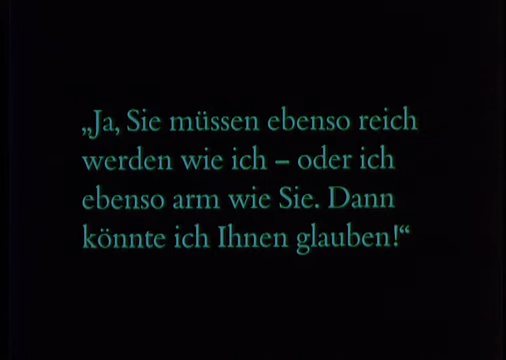 „Ja, Sie müssen ebenso reich
werden wie ich – oder ich
ebenso arm wie Sie. Dann
könnte ich Ihnen glauben!“